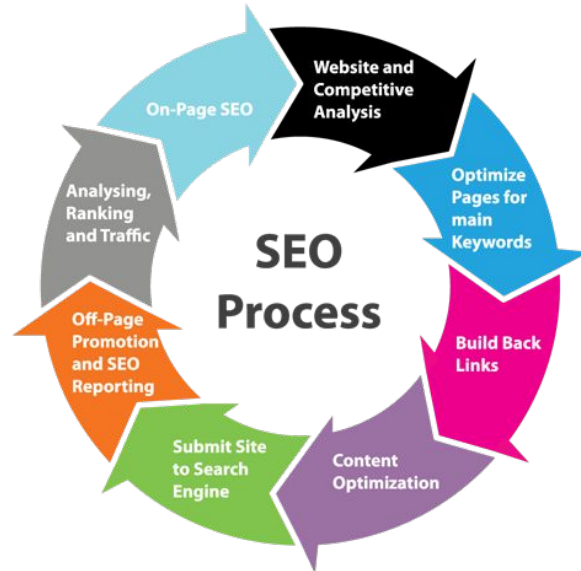 SEO
Process
Website and
Competitive
Analysis
Optimize
Pages for
main
Keywords
Build Back
Links
Content
Optimization
Submit Site
to Search
Engine
Off-Page
Promotion
and SEO
Reporting
Analysing,
Ranking
and Traffic
On-Page SEO